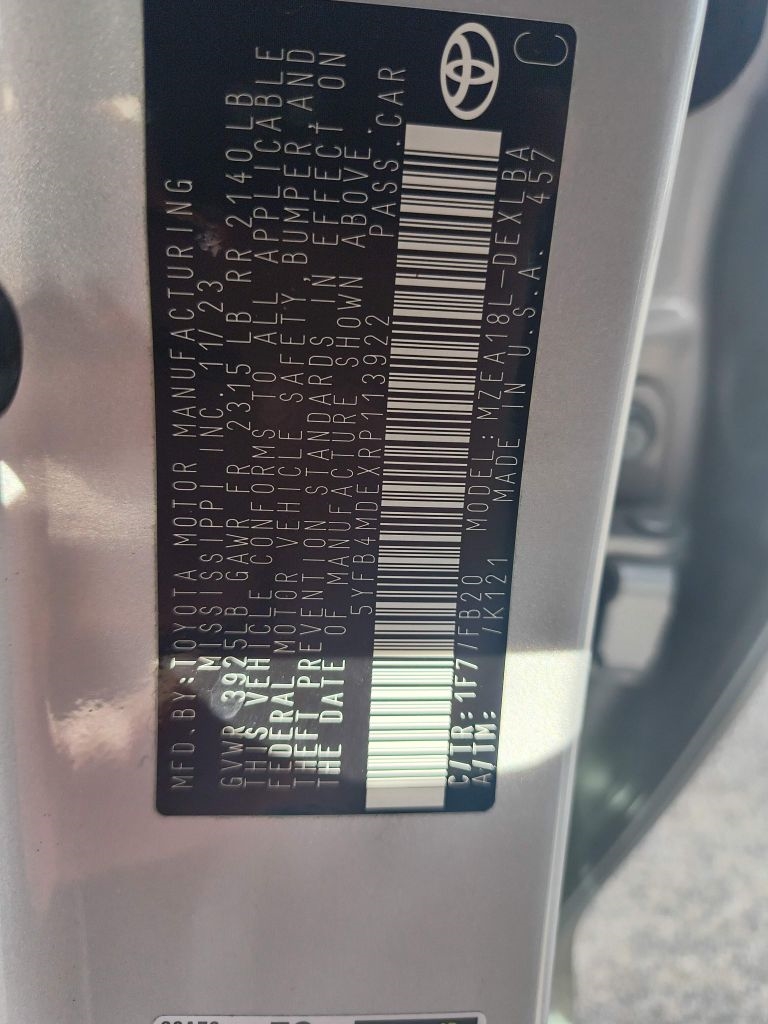 MFD.BY:TOYOTA MOTOR MANUFACTURING
MISSISSIPPI INC.11/23
GVWR 3925LB GAWR FR 2315 LB RR 2140LB
THIS VEHICLE CONFORMS TO ALL APPLICABLE
FEDERAL MOTOR VEHICLE SAFETY, BUMPER,AND
THEFT PREVENTION STANDARDS IN EFFECT ON
THE DATE OF MANUFACTURE SHOWN ABOVE.
5YFB4MDEXRP113922 PASS.CAR
C/TR:1F7/FB20 MODEL:MZEA18L-DEXLBA
A/TM: /K121 MADE IN U.S.A. 457
C